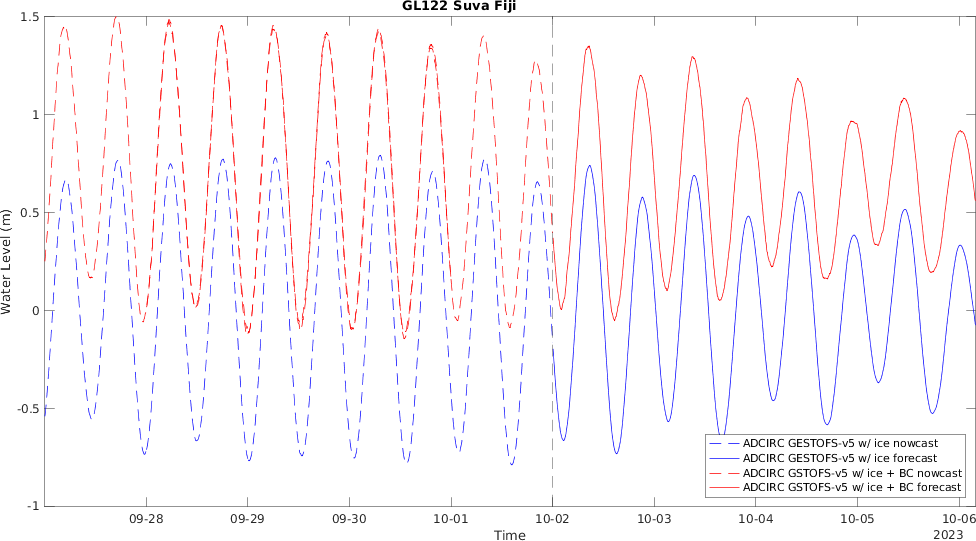 GL122 Suva Fiji
1.5
1
0.5
0
-0.5
-1
Water Level (m)
09-28 09-29 09-30 10-01 10-02 10-03 10-04 10-05 10-06
Time
2023
ADCIRC GESTOFS-v5 w/ ice nowcast
ADCIRC GESTOFS-v5 w/ ice forecast
ADCIRC GSTOFS-v5 w/ ice + BC nowcast
ADCIRC GSTOFS-v5 w/ ice + BC forecast